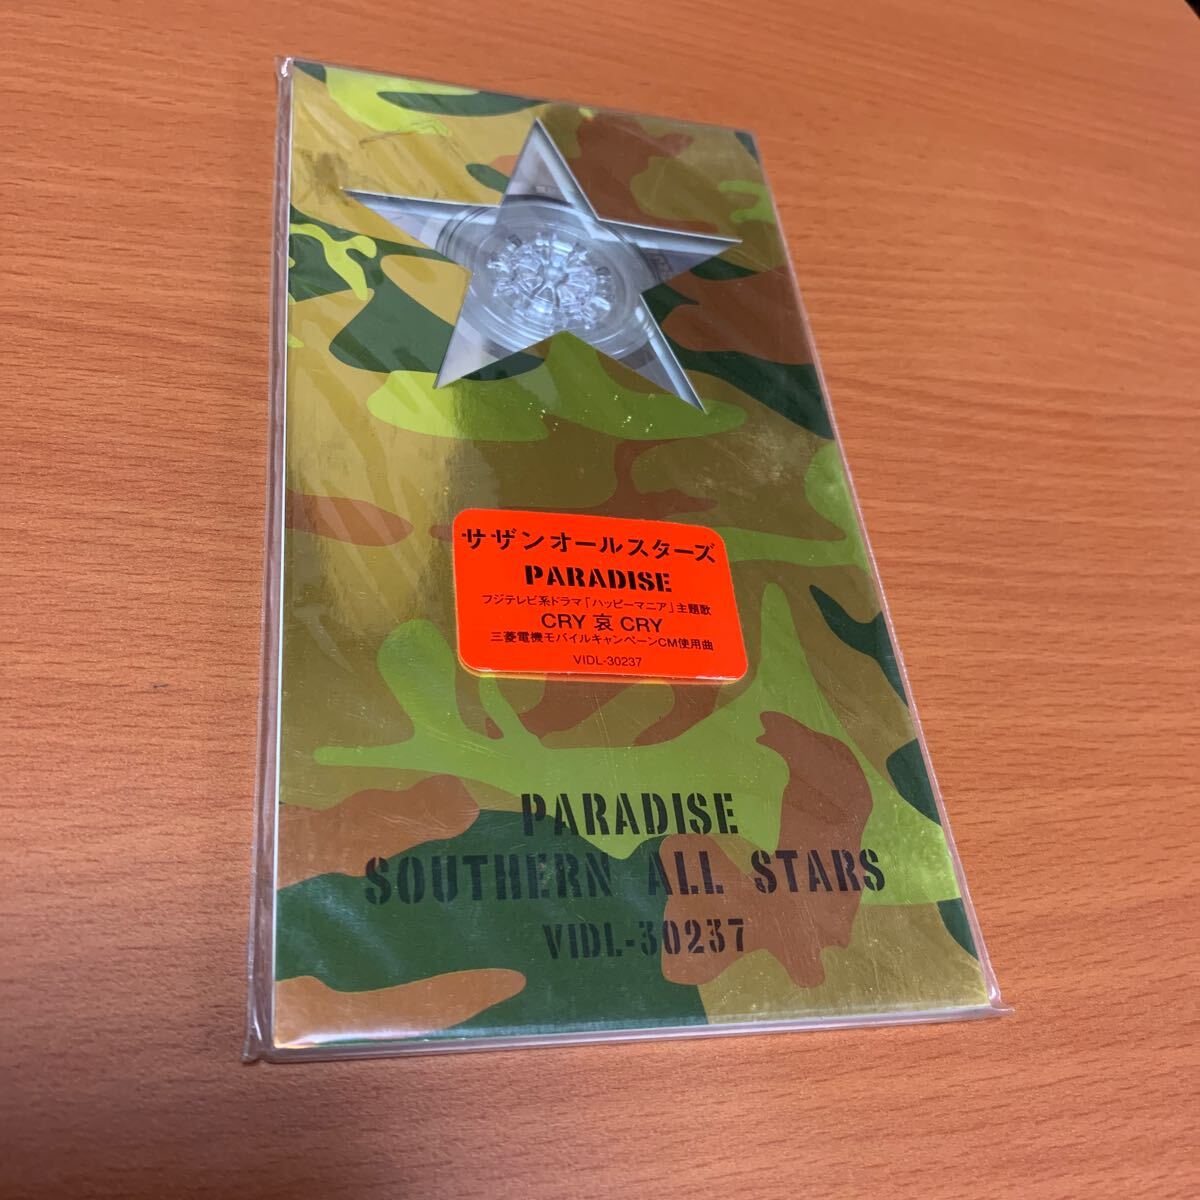 サザンオールスターズ
PARADISE
フジテレビ系ドラマ「ハッピーマニア」主題歌
CRY 哀 CRY
三菱電機モバイルキャンペーンCM使用曲
VIDL-30237
PARADISE
SOUTHERN ALL STARS
VIDL-30237